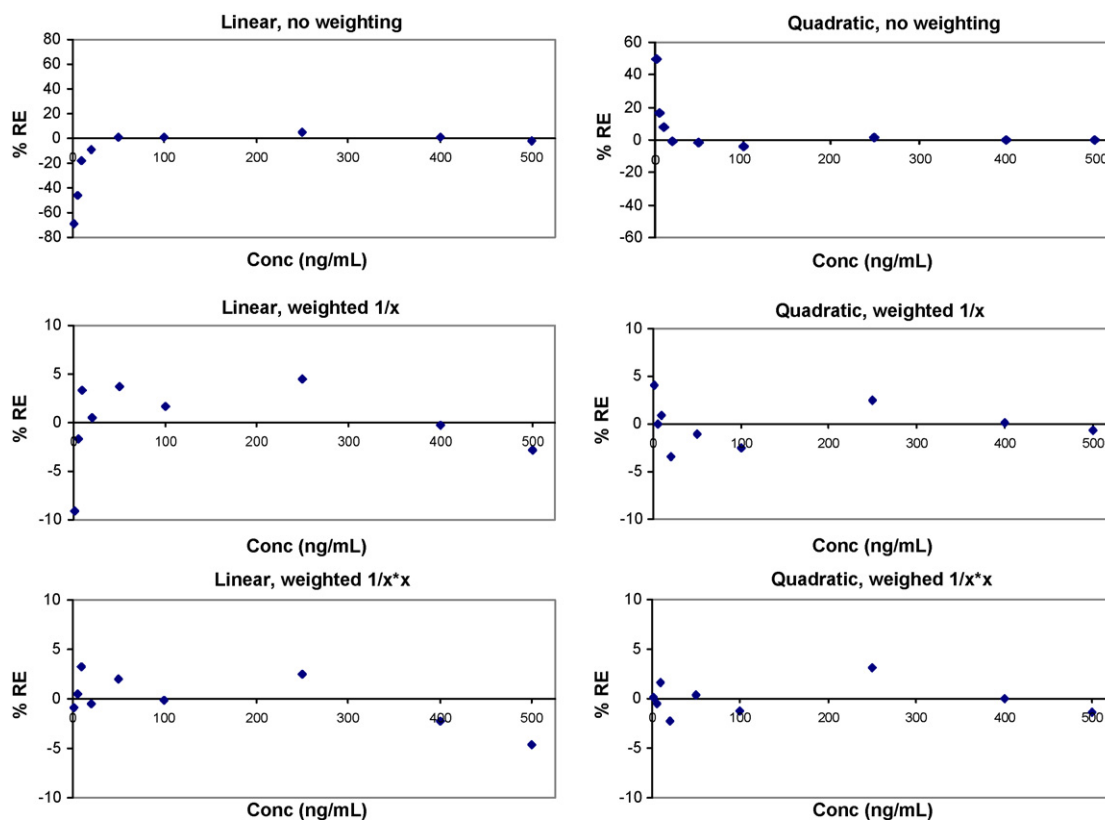 Linear, no weighting
80
60
40
20
0
-20
-40
-60
-80
% RE
0 100 200 300 400 500
Conc (ng/mL)
Quadratic, no weighting
60
40
20
0
-20
-40
-60
% RE
0 100 200 300 400 500
Conc (ng/mL)
Linear, weighted 1/x
10
5
0
-5
-10
% RE
0 100 200 300 400 500
Conc (ng/mL)
Quadratic, weighted 1/x
10
5
0
-5
-10
% RE
0 100 200 300 400 500
Conc (ng/mL)
Linear, weighted 1/x*x
10
5
0
-5
-10
% RE
0 100 200 300 400 500
Conc (ng/mL)
Quadratic, weighed 1/x*x
10
5
0
-5
-10
% RE
0 100 200 300 400 500
Conc (ng/mL)